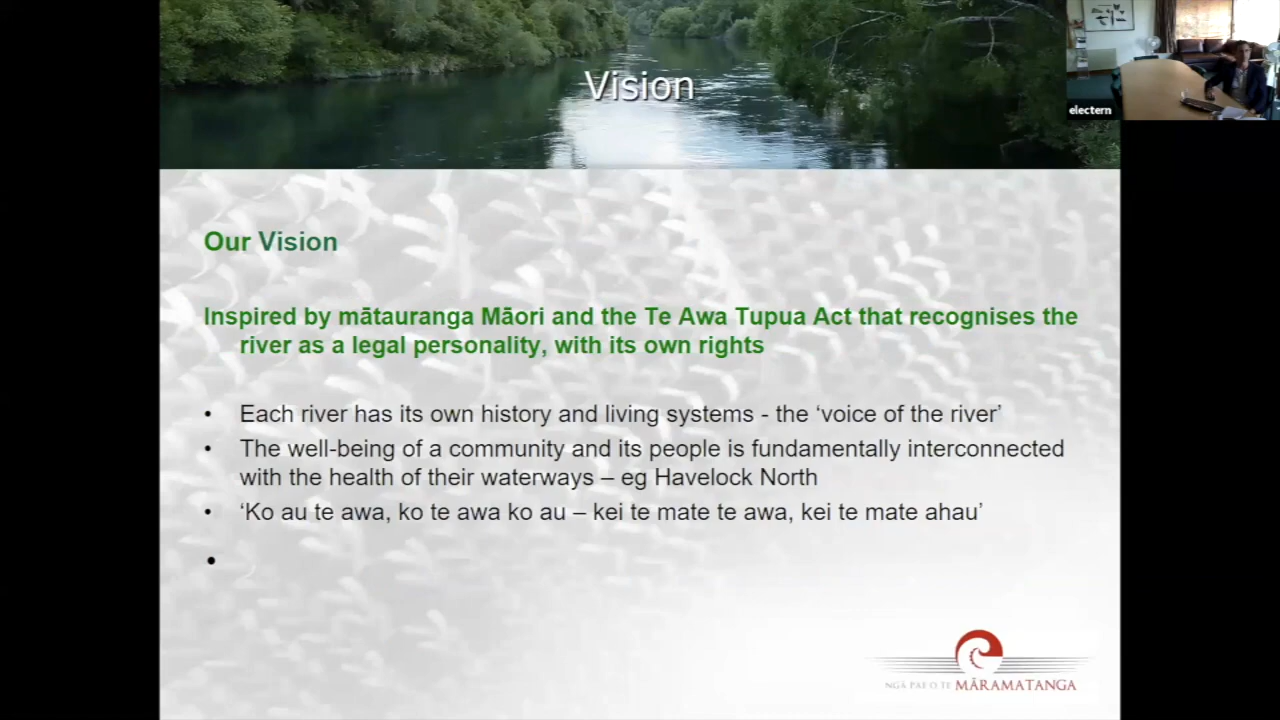 Vision
electern
Our Vision
Inspired by mātauranga Māori and the Te Awa Tupua Act that recognises the
river as a legal personality, with its own rights
• Each river has its own history and living systems - the ‘voice of the river’
• The well-being of a community and its people is fundamentally interconnected
with the health of their waterways – eg Havelock North
• ‘Ko au te awa, ko te awa ko au – kei te mate te awa, kei te mate ahau’
•
NGĀ PAE O TE MĀRAMATANGA